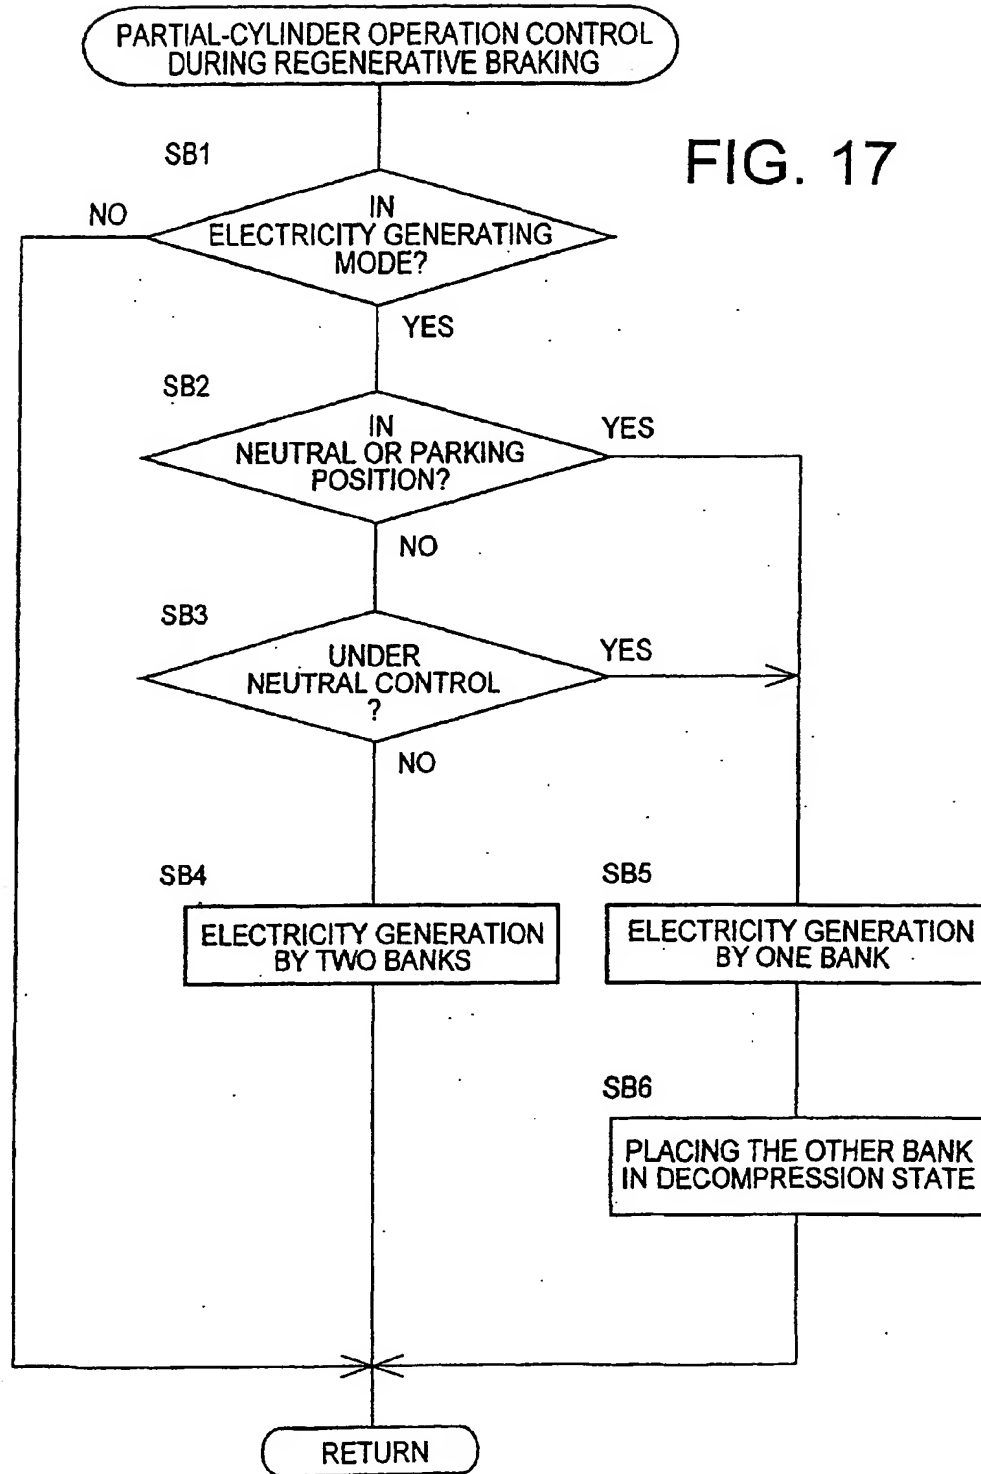 PARTIAL-CYLINDER OPERATION CONTROL
DURING REGENERATIVE BRAKING
FIG. 17
SB1
IN
ELECTRICITY GENERATING
MODE?
NO
YES
SB2
IN
NEUTRAL OR PARKING
POSITION?
YES
NO
SB3
UNDER
NEUTRAL CONTROL
?
YES
NO
SB4
ELECTRICITY GENERATION
BY TWO BANKS
SB5
ELECTRICITY GENERATION
BY ONE BANK
SB6
PLACING THE OTHER BANK
IN DECOMPRESSION STATE
RETURN